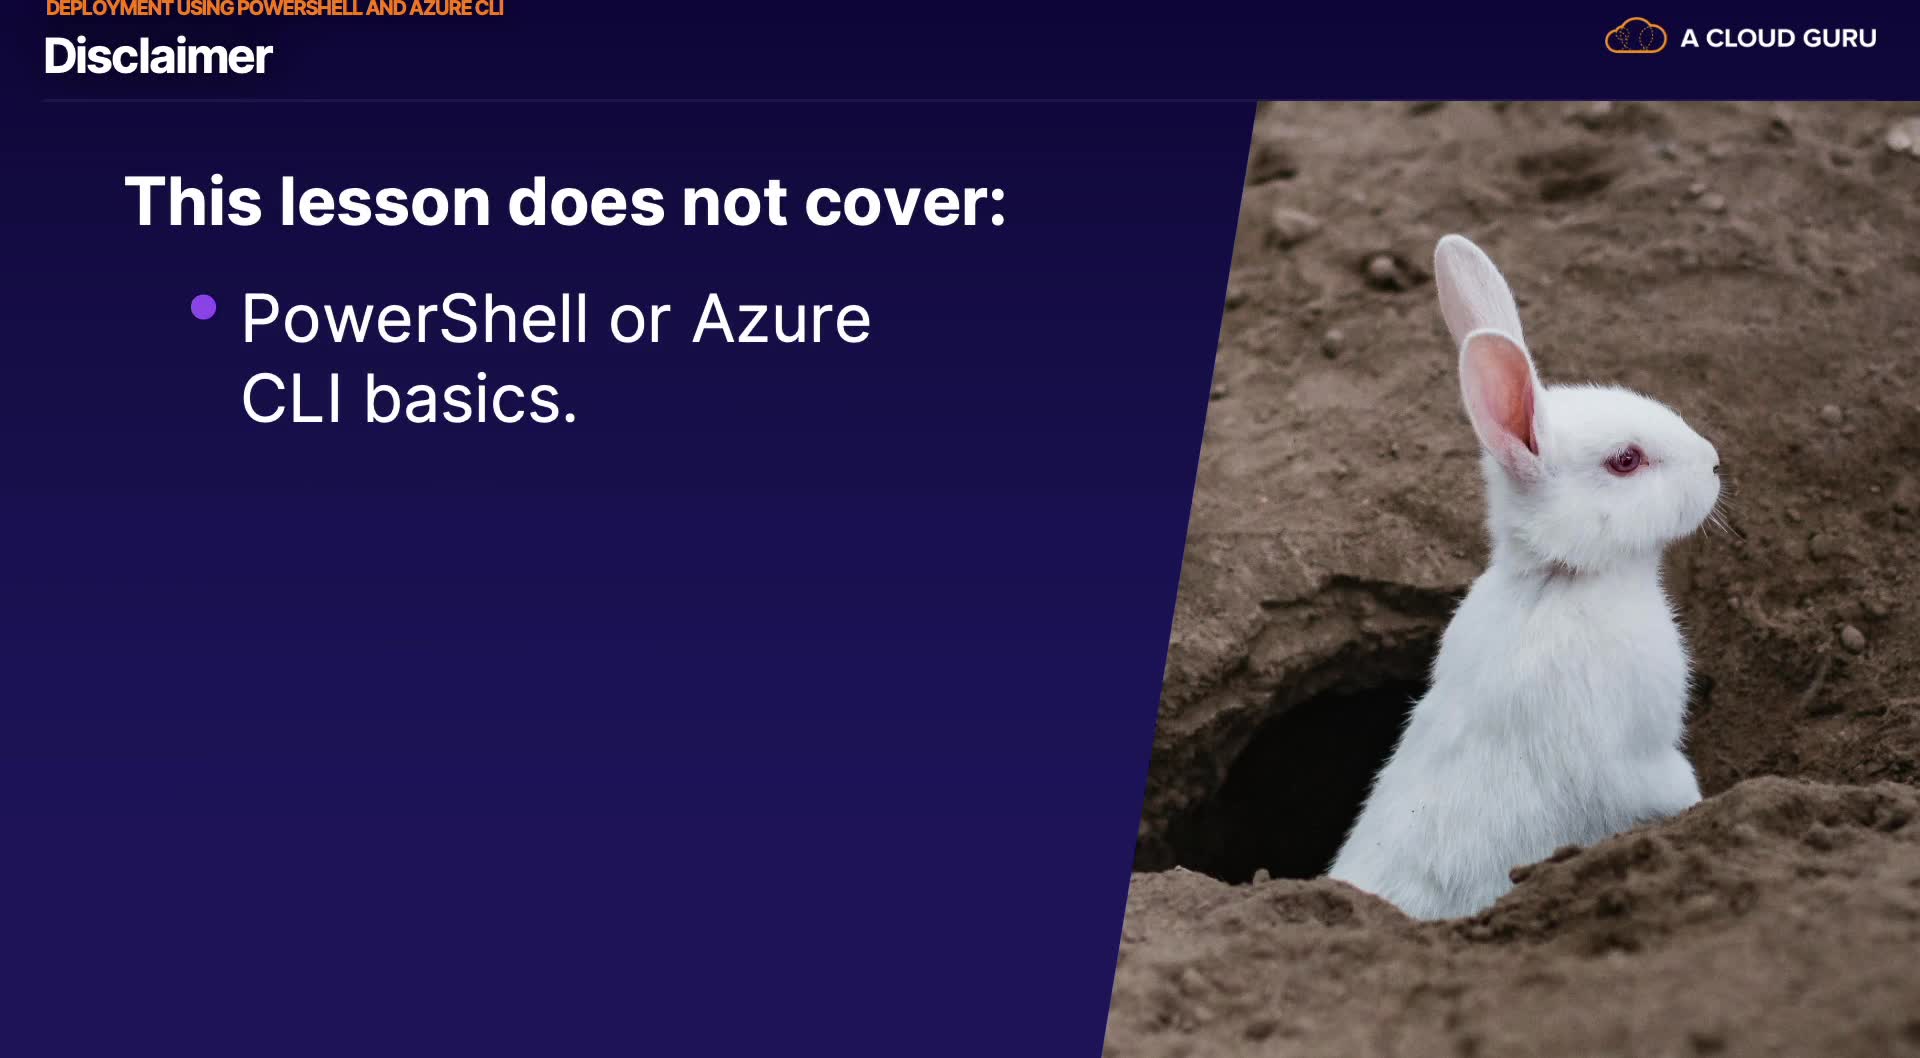 DEPLOYMENT USING POWERSHELL AND AZURE CLI
Disclaimer
A CLOUD GURU
This lesson does not cover:
PowerShell or Azure
CLI basics.